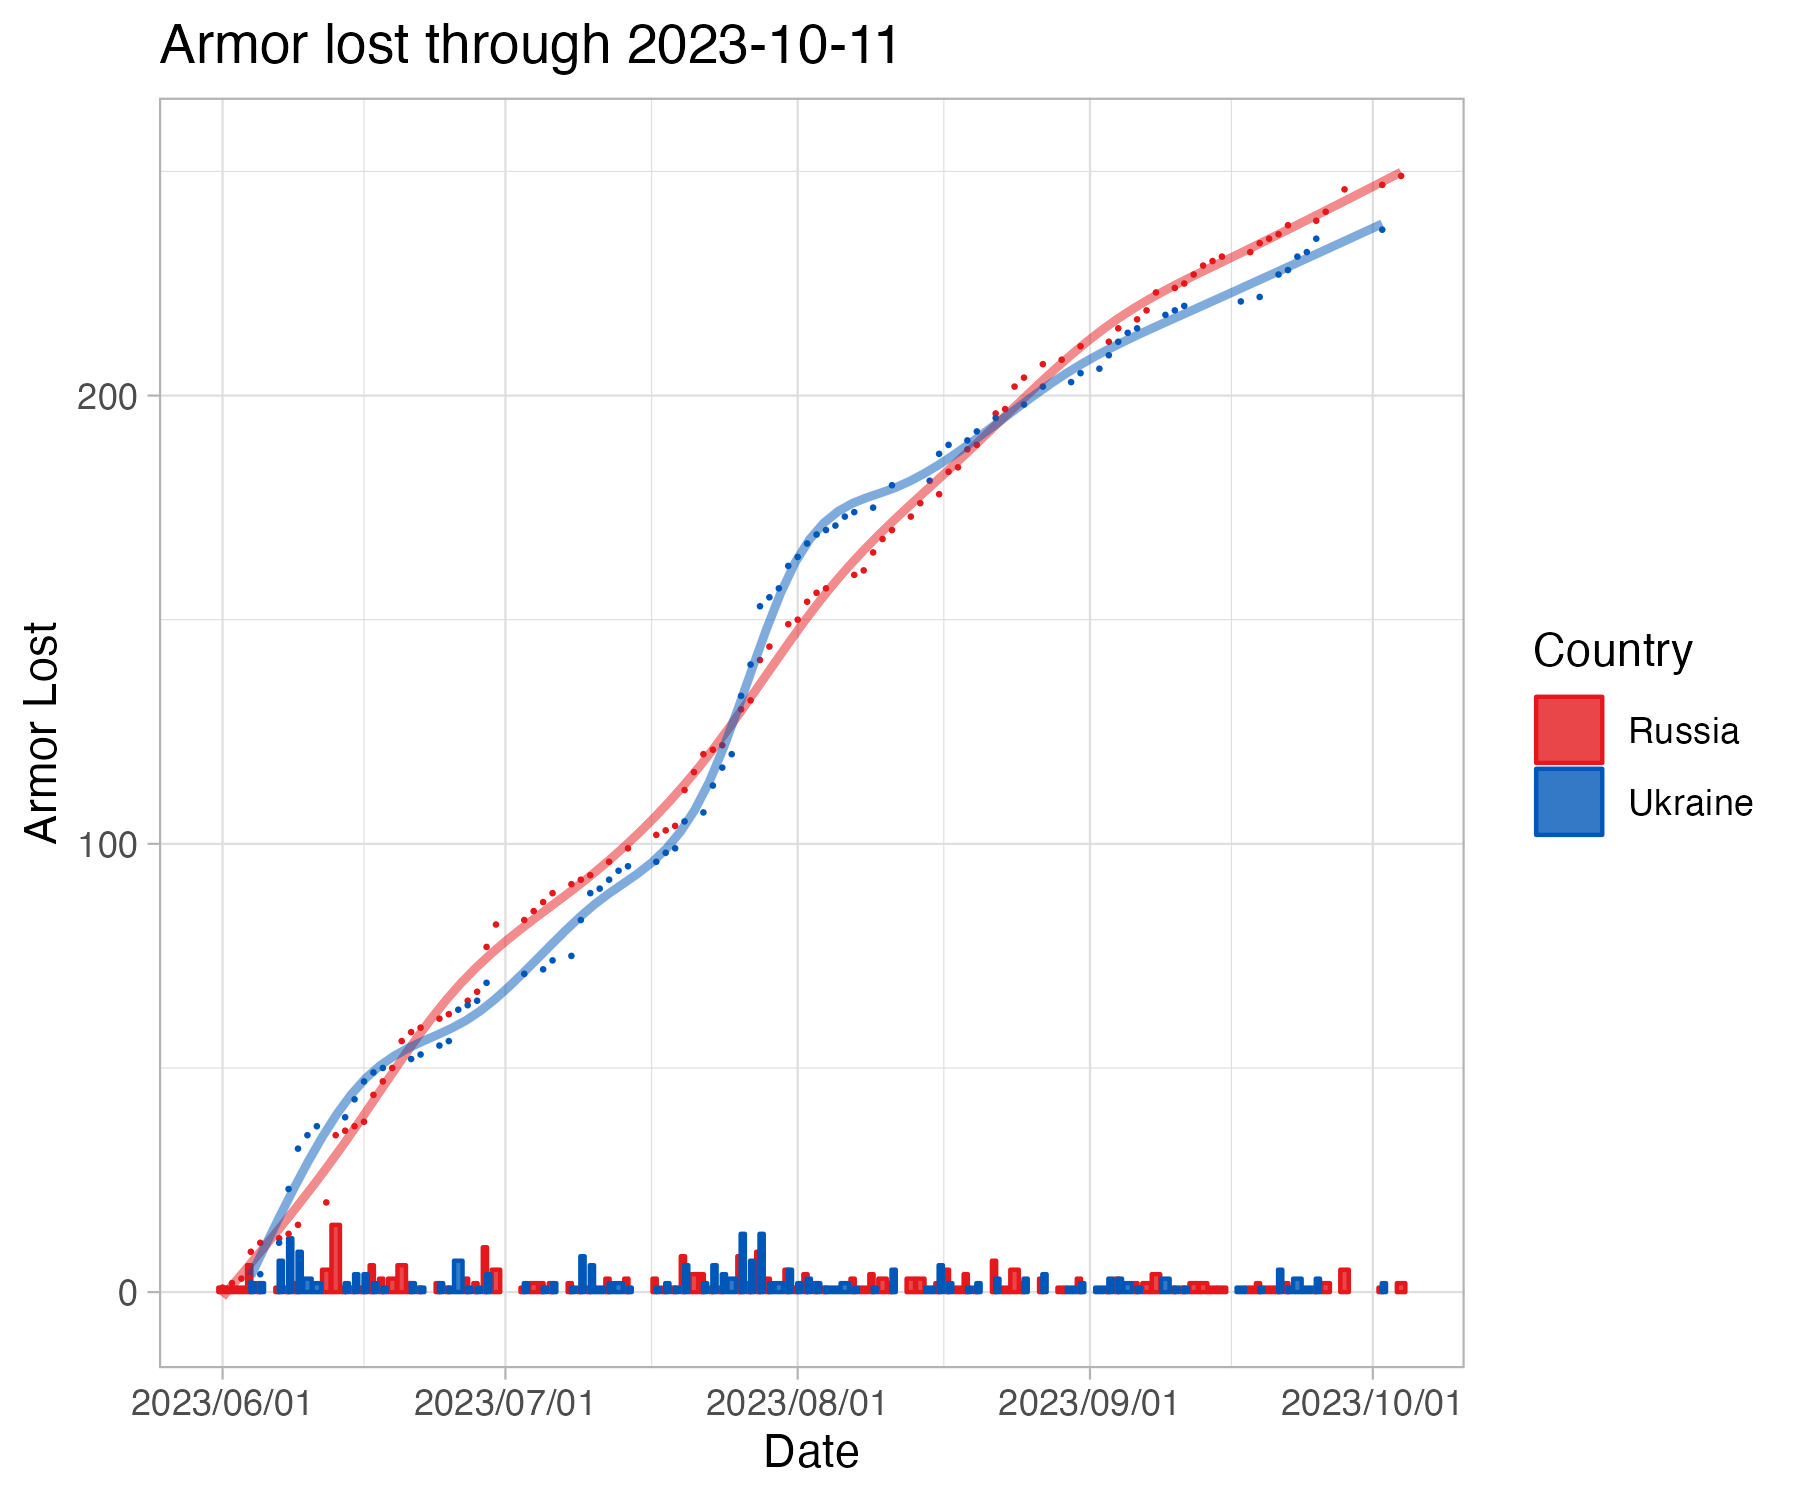 Armor lost through 2023-10-11
Armor Lost
200
100
0
2023/06/01 2023/07/01 2023/08/01 2023/09/01 2023/10/01
Date
Country
Russia
Ukraine